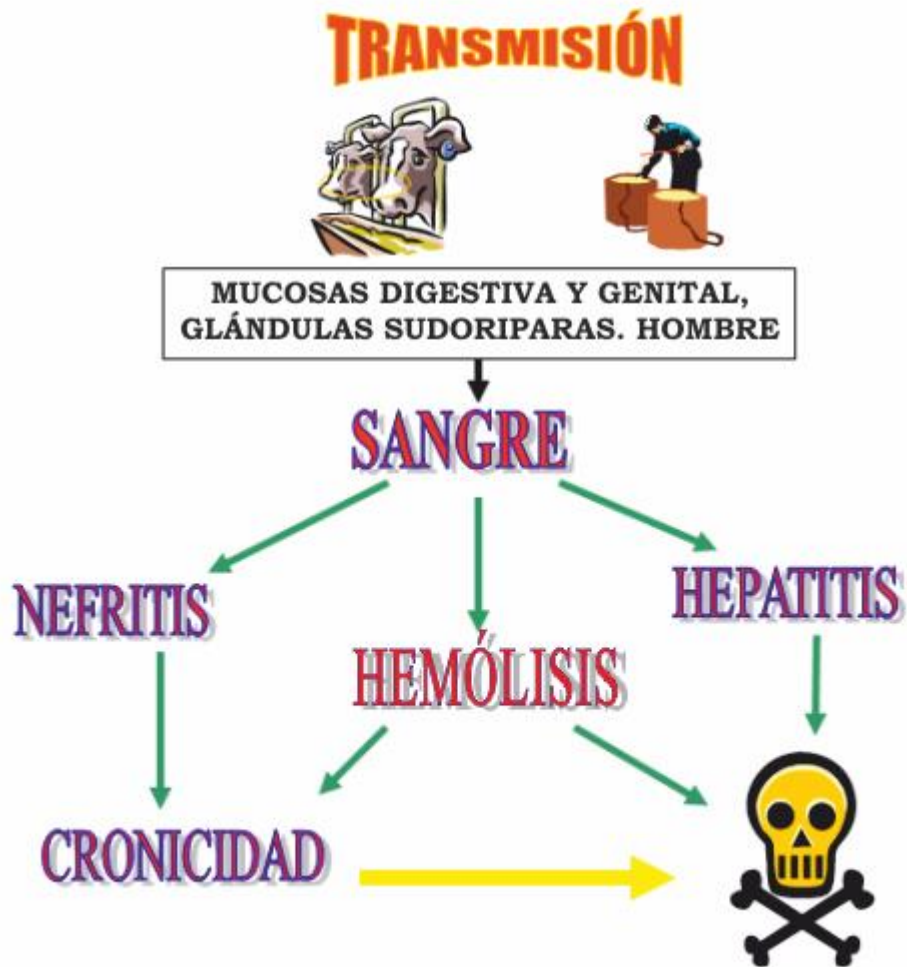 TRANSMISIÓN
MUCOSAS DIGESTIVA Y GENITAL,
GLÁNDULAS SUDORIPARAS. HOMBRE
SANGRE
NEFRITIS
HEPATITIS
HEMÓLISIS
CRONICIDAD